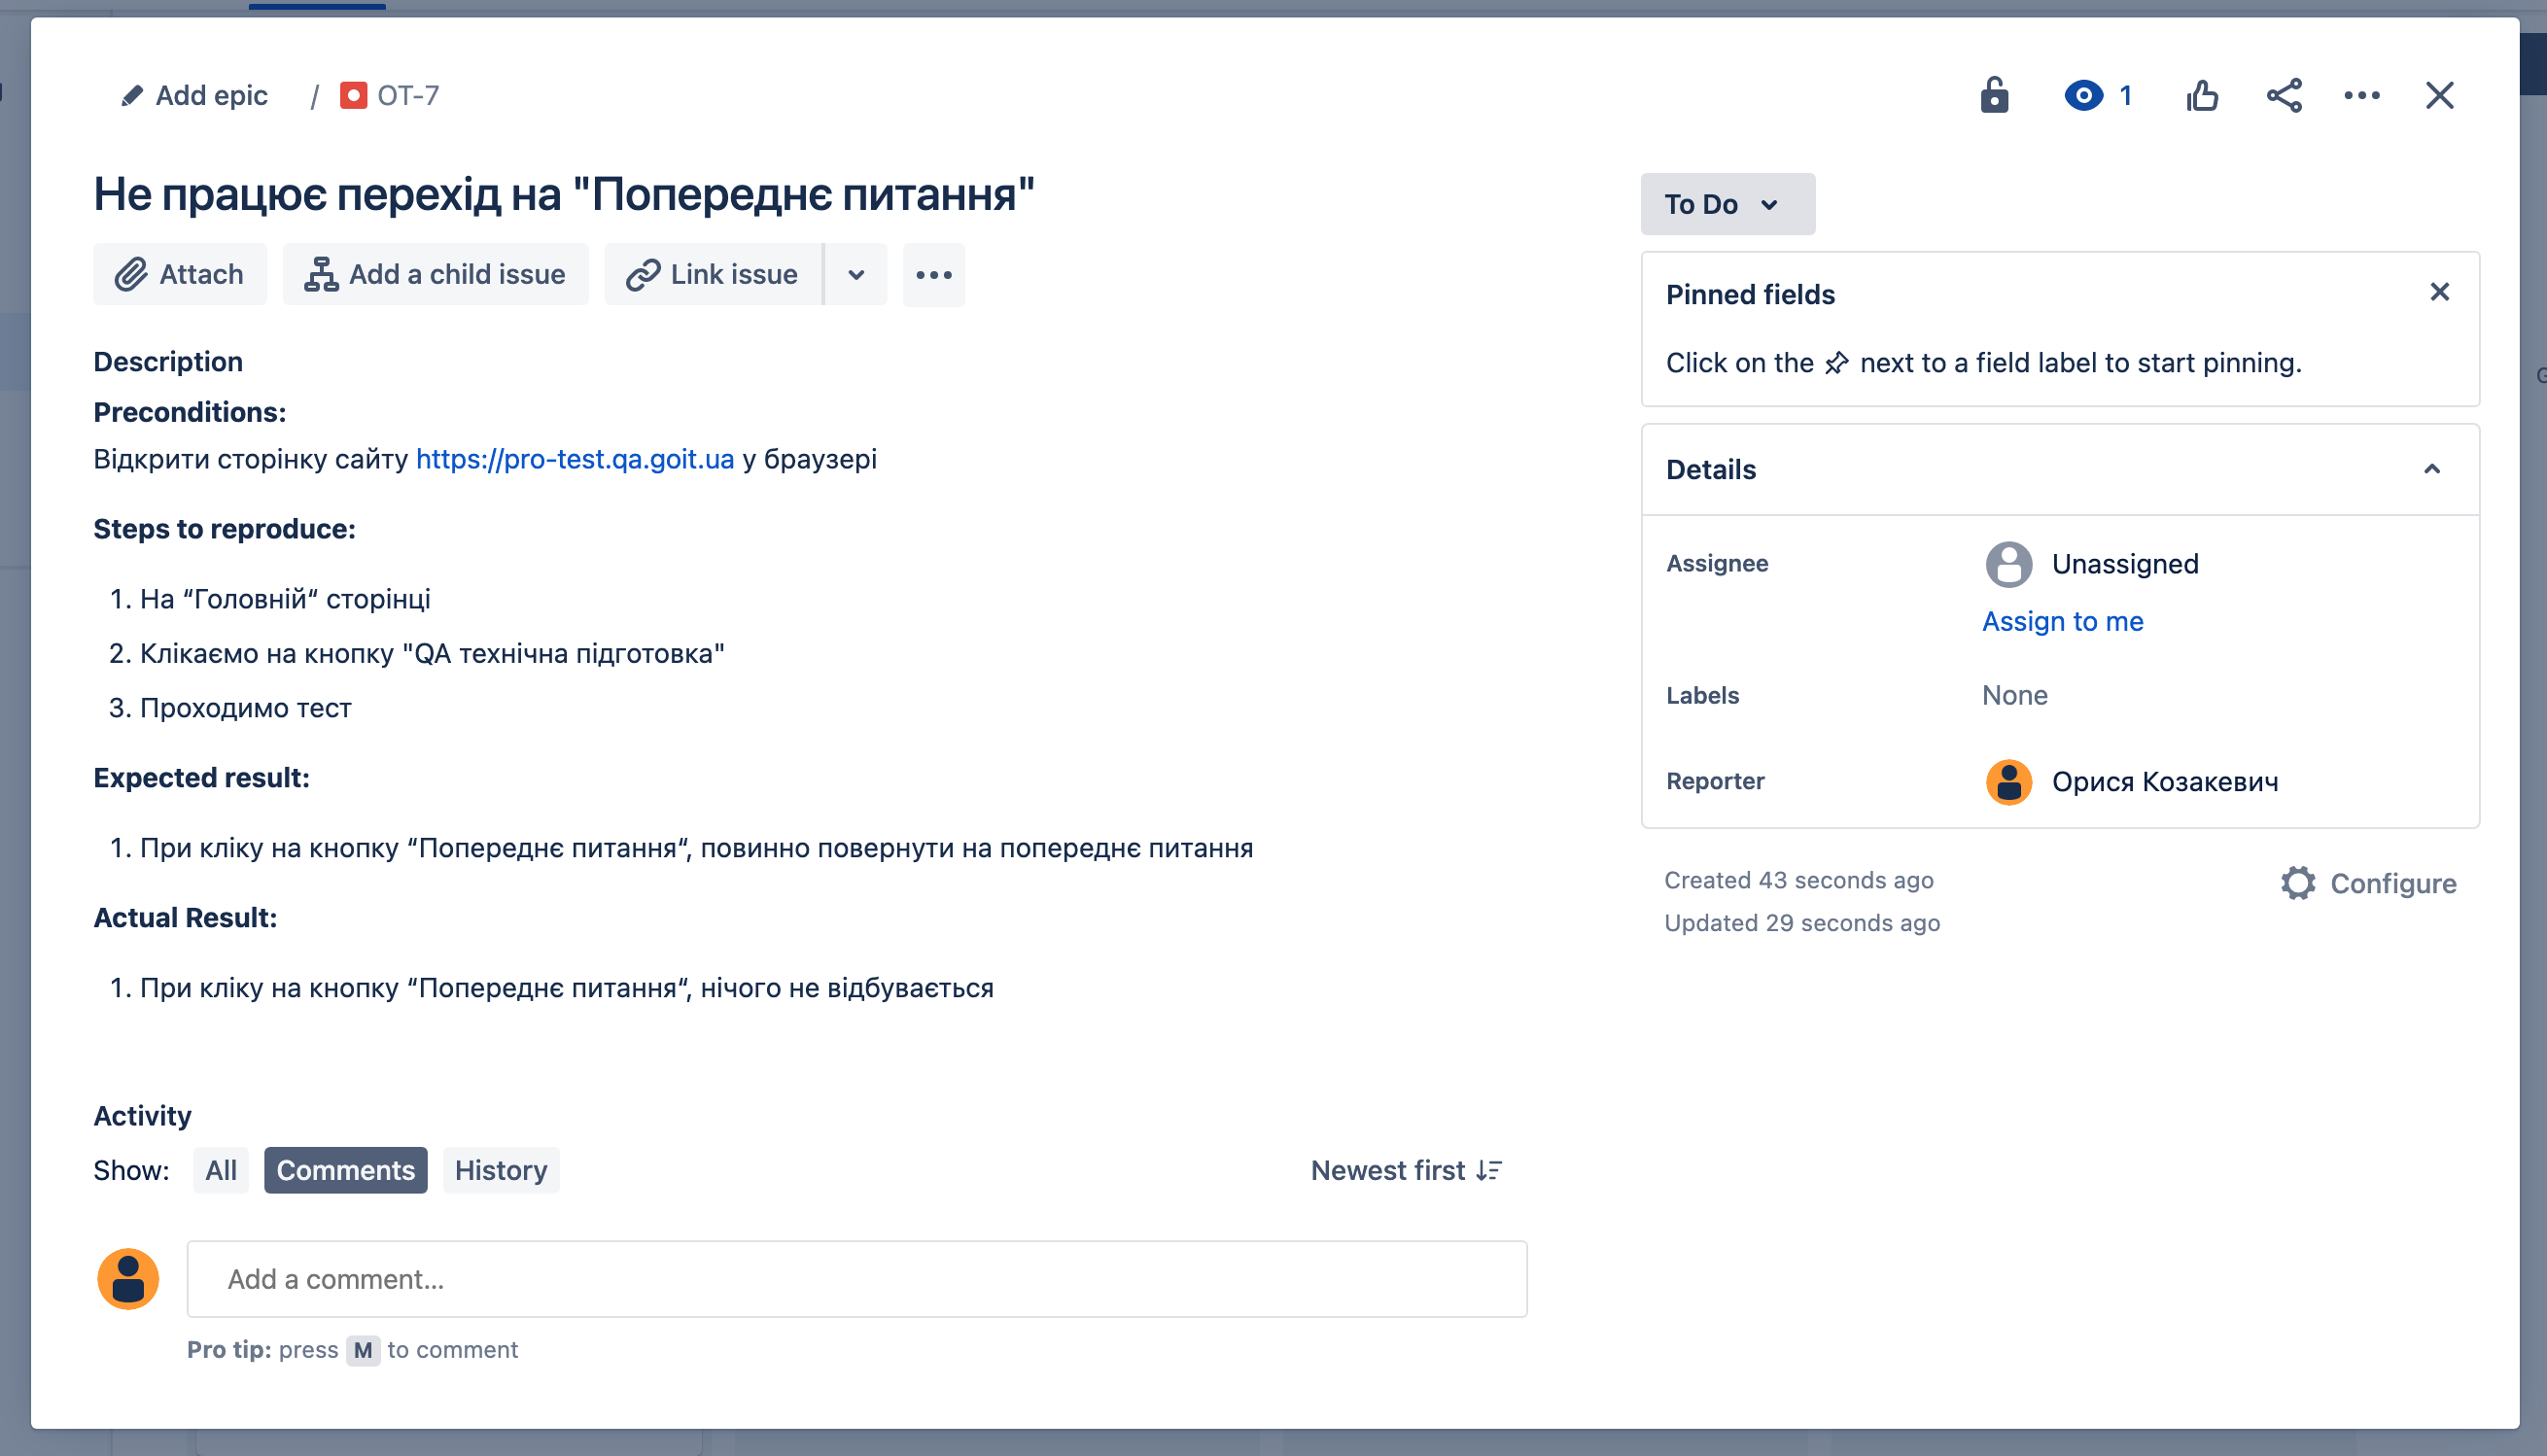 Add epic / OT-7
1
Не працює перехід на "Попереднє питання"
Attach
Add a child issue
Link issue
Description
Preconditions:
Відкрити сторінку сайту https://pro-test.qa.goit.ua у браузері
Steps to reproduce:
1. На “Головній“ сторінці
2. Клікаємо на кнопку "QA технічна підготовка"
3. Проходимо тест
Expected result:
1. При кліку на кнопку “Попереднє питання“, повинно повернути на попереднє питання
Actual Result:
1. При кліку на кнопку “Попереднє питання“, нічого не відбувається
Activity
Show: All Comments History
Newest first
Add a comment...
Pro tip: press M to comment
To Do
Pinned fields
Click on the next to a field label to start pinning.
Details
Assignee
Unassigned
Assign to me
Labels
None
Reporter
Орися Козакевич
Created 43 seconds ago
Updated 29 seconds ago
Configure